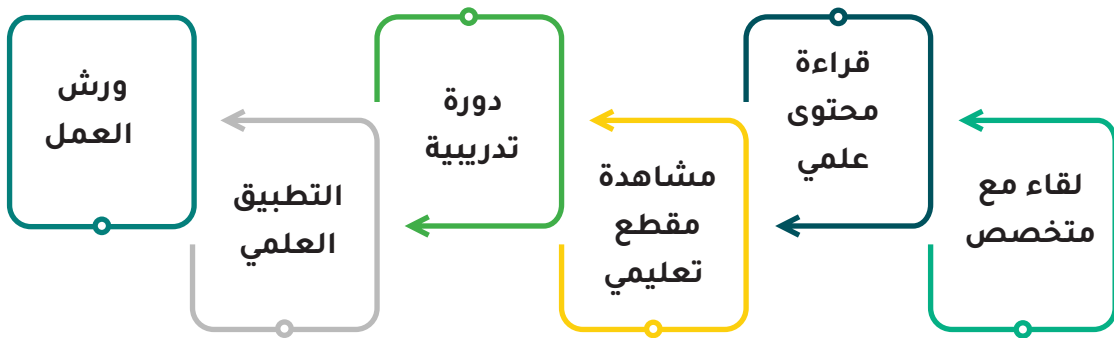 لقاء مع
متخصص
قراءة
محتوى
علمي
مشاهدة
مقطع
تعليمي
دورة
تدريبية
التطبيق
العلمي
ورش
العمل